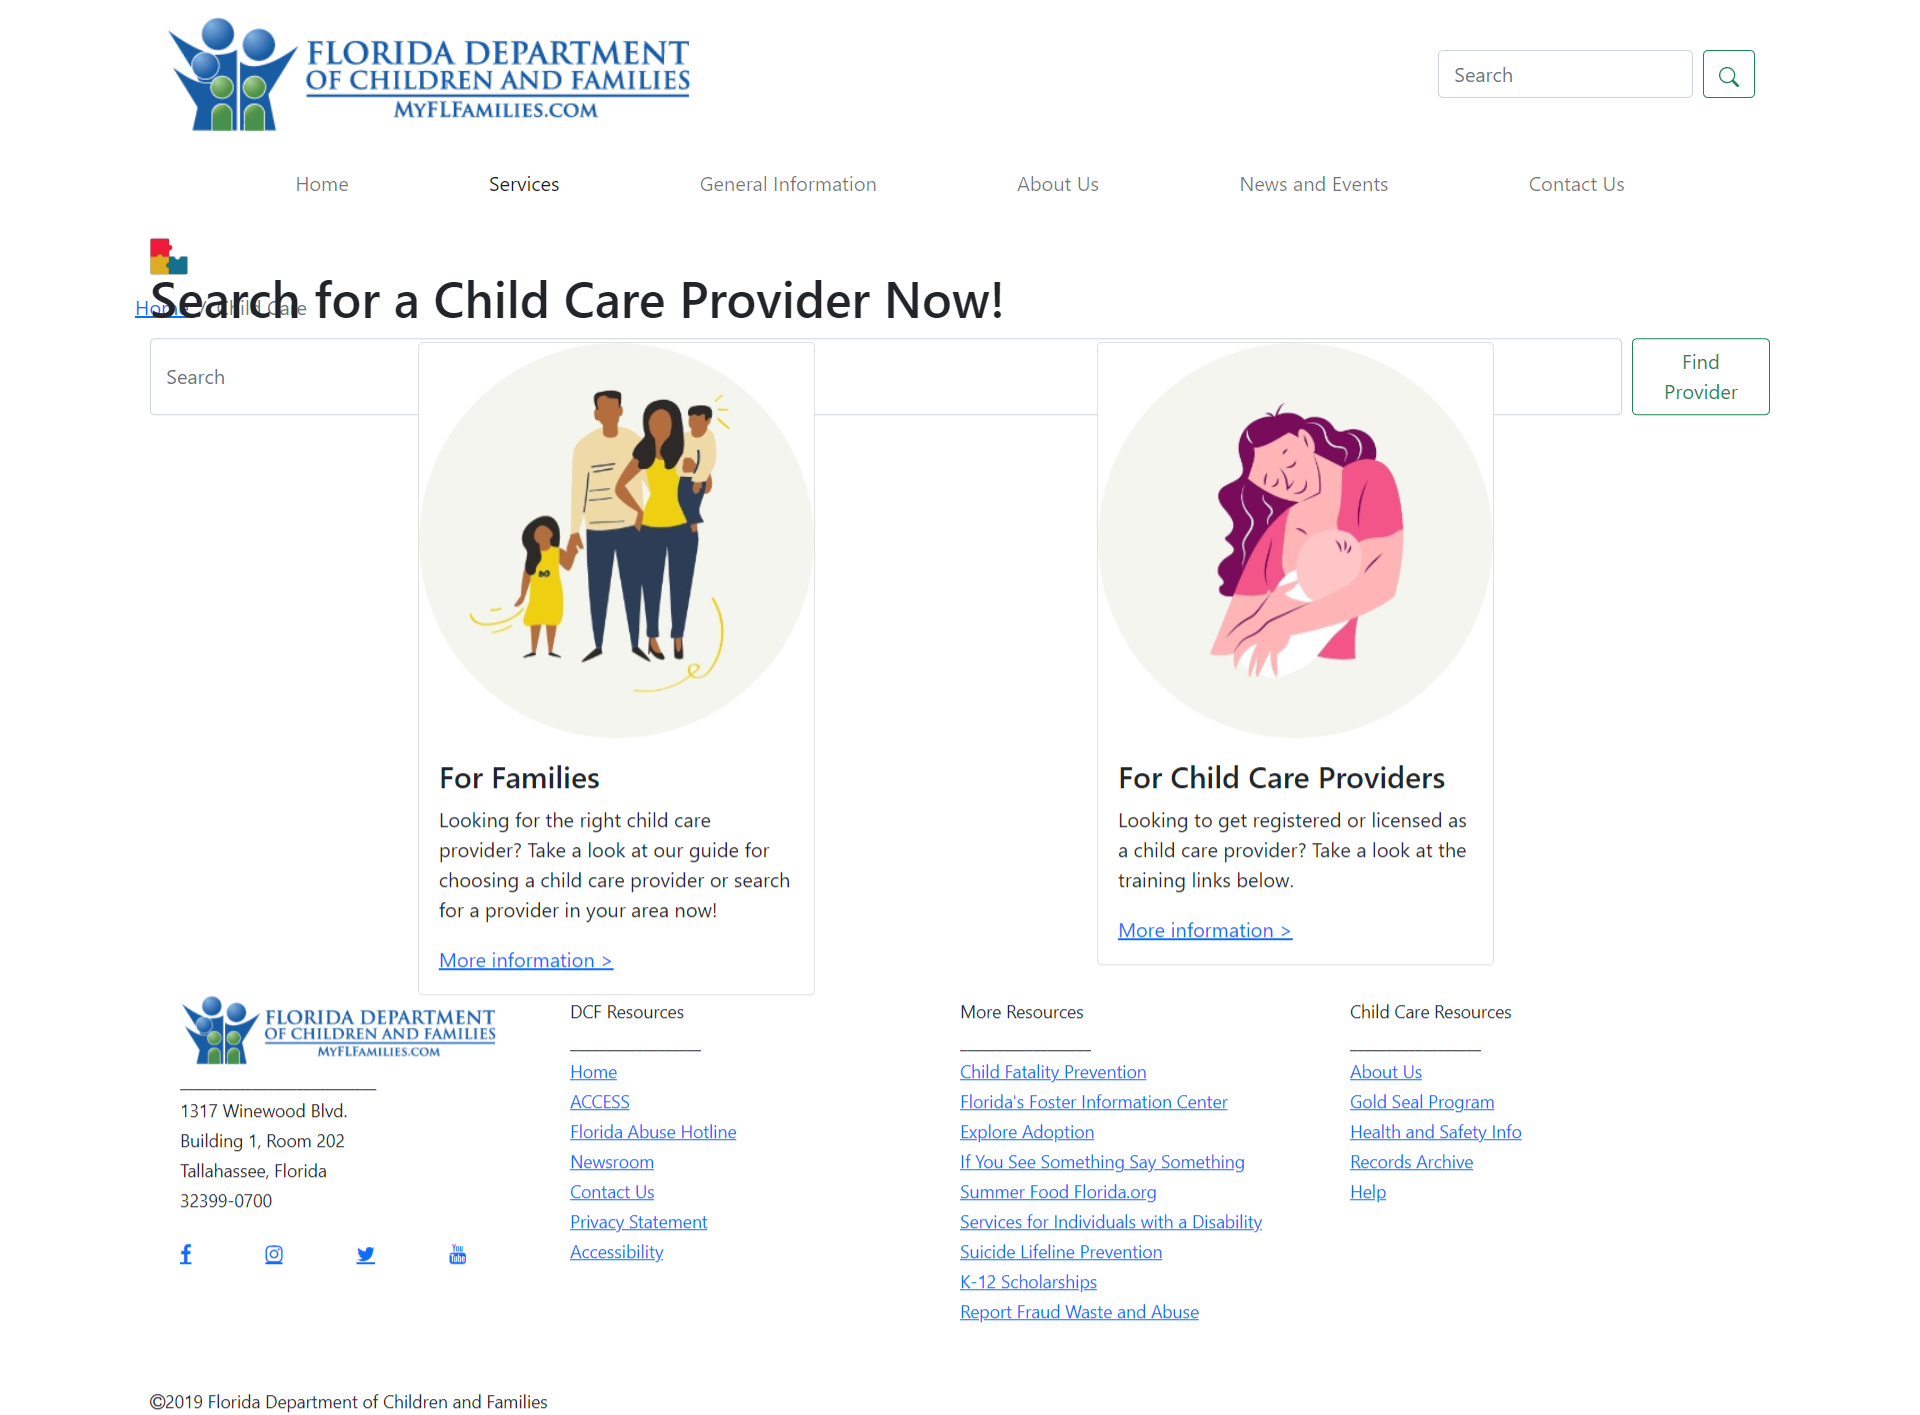 FLORIDA DEPARTMENT
OF CHILDREN AND FAMILIES
MYFLFAMILIES.COM
Search
Home
Services
General Information
About Us
News and Events
Contact Us
Search for a Child Care Provider Now!
Home / Child Care
Search
Find
Provider
For Families
Looking for the right child care
provider? Take a look at our guide for
choosing a child care provider or search
for a provider in your area now!
More information >
For Child Care Providers
Looking to get registered or licensed as
a child care provider? Take a look at the
training links below.
More information >
FLORIDA DEPARTMENT
OF CHILDREN AND FAMILIES
MYFLFAMILIES.COM
1317 Winewood Blvd.
Building 1, Room 202
Tallahassee, Florida
32399-0700
You
Tube
DCF Resources
Home
ACCESS
Florida Abuse Hotline
Newsroom
Contact Us
Privacy Statement
Accessibility
More Resources
Child Fatality Prevention
Florida's Foster Information Center
Explore Adoption
If You See Something Say Something
Summer Food Florida.org
Services for Individuals with a Disability
Suicide Lifeline Prevention
K-12 Scholarships
Report Fraud Waste and Abuse
Child Care Resources
About Us
Gold Seal Program
Health and Safety Info
Records Archive
Help
©2019 Florida Department of Children and Families